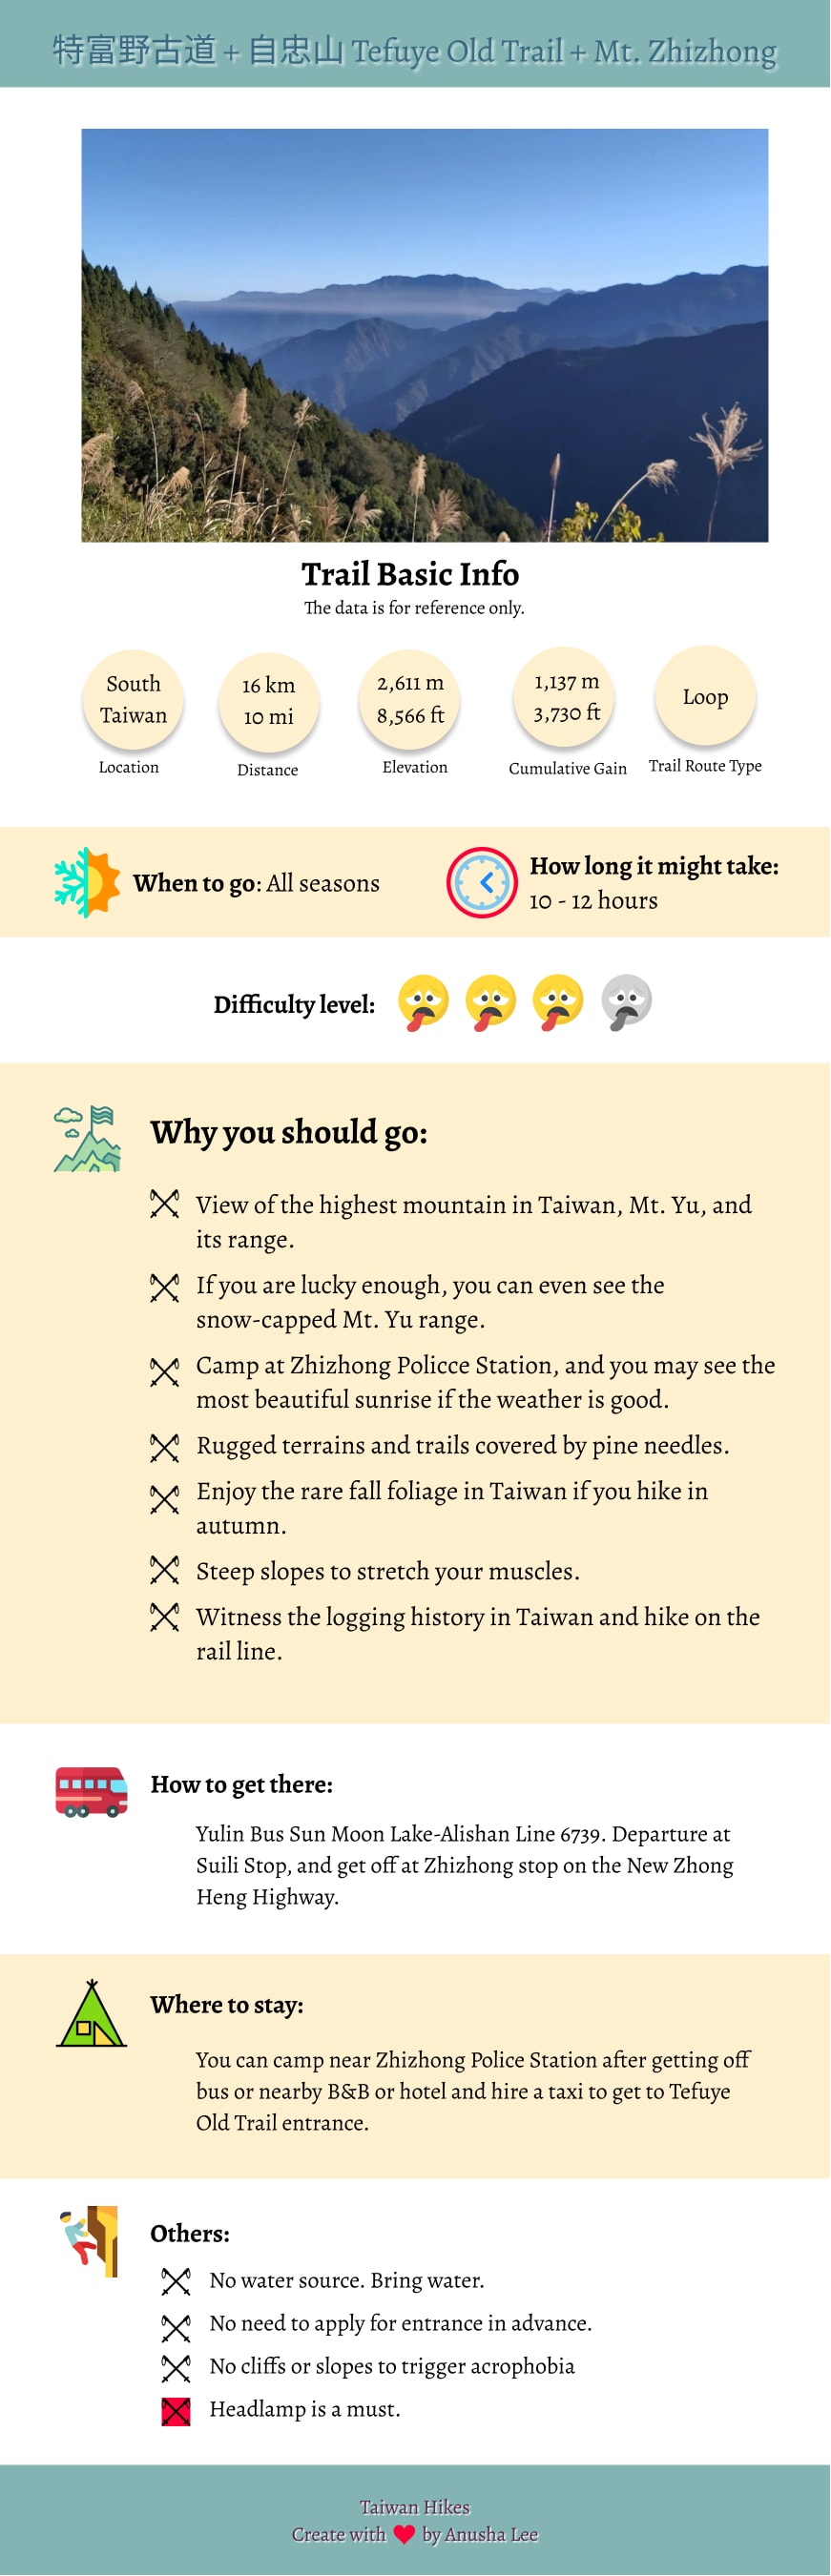 特富野古道 + 自忠山 Tefuye Old Trail + Mt. Zhizhong
Trail Basic Info
The data is for reference only.
South
Taiwan
Location
16 km
10 mi
Distance
2,611 m
8,566 ft
Elevation
1,137 m
3,730 ft
Cumulative Gain
Loop
Trail Route Type
When to go: All seasons
How long it might take:
10 - 12 hours
Difficulty level:
Why you should go:
View of the highest mountain in Taiwan, Mt. Yu, and
its range.
If you are lucky enough, you can even see the
snow-capped Mt. Yu range.
Camp at Zhizhong Policce Station, and you may see the
most beautiful sunrise if the weather is good.
Rugged terrains and trails covered by pine needles.
Enjoy the rare fall foliage in Taiwan if you hike in
autumn.
Steep slopes to stretch your muscles.
Witness the logging history in Taiwan and hike on the
rail line.
How to get there:
Yulin Bus Sun Moon Lake-Alishan Line 6739. Departure at
Suili Stop, and get off at Zhizhong stop on the New Zhong
Heng Highway.
Where to stay:
You can camp near Zhizhong Police Station after getting off
bus or nearby B&B or hotel and hire a taxi to get to Tefuye
Old Trail entrance.
Others:
No water source. Bring water.
No need to apply for entrance in advance.
No cliffs or slopes to trigger acrophobia
Headlamp is a must.
Taiwan Hikes
Create with ❤ by Anusha Lee